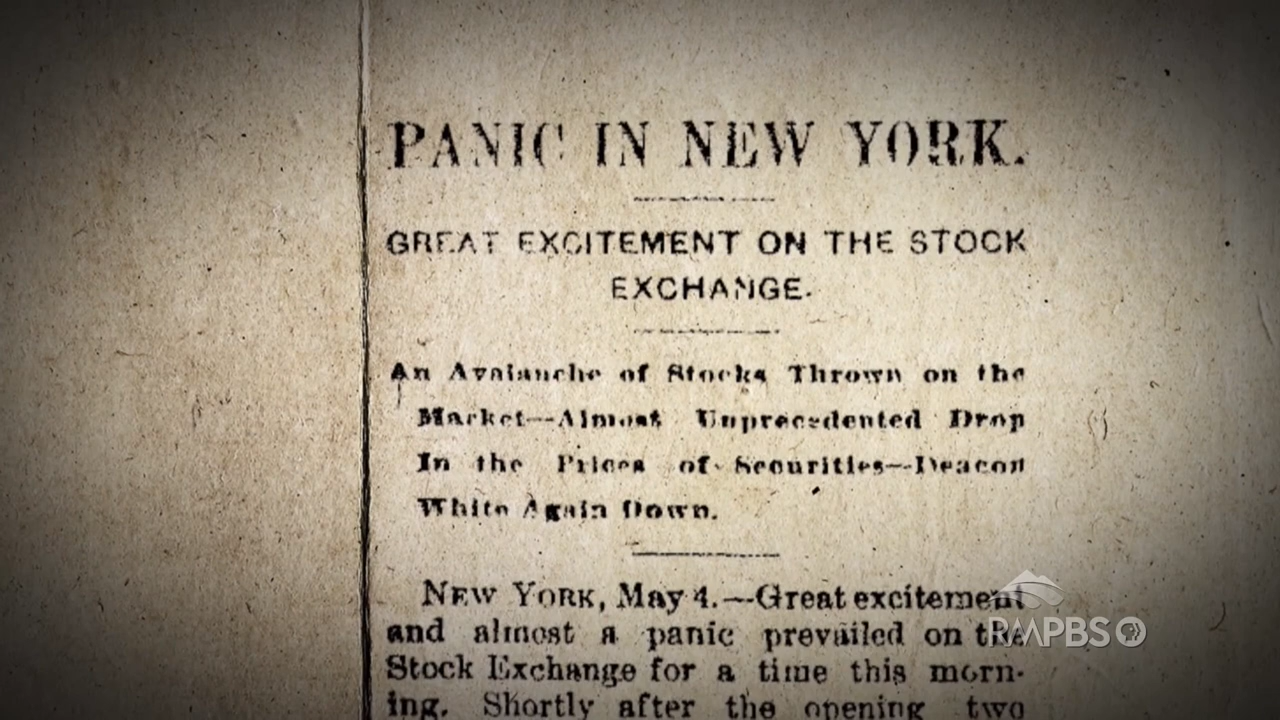 PANIC IN NEW YORK.
GREAT EXCITEMENT ON THE STOCK
EXCHANGE.
An Avalanche of Stocks Thrown on the
Market—Almost Unprecedented Drop
In the Prices of Securities—Deacon
White Again Down.
NEW YORK, May 4.—Great excitement
and almost a panic prevailed on the
Stock Exchange for a time this morn-
ing. Shortly after the opening two
RMPBS